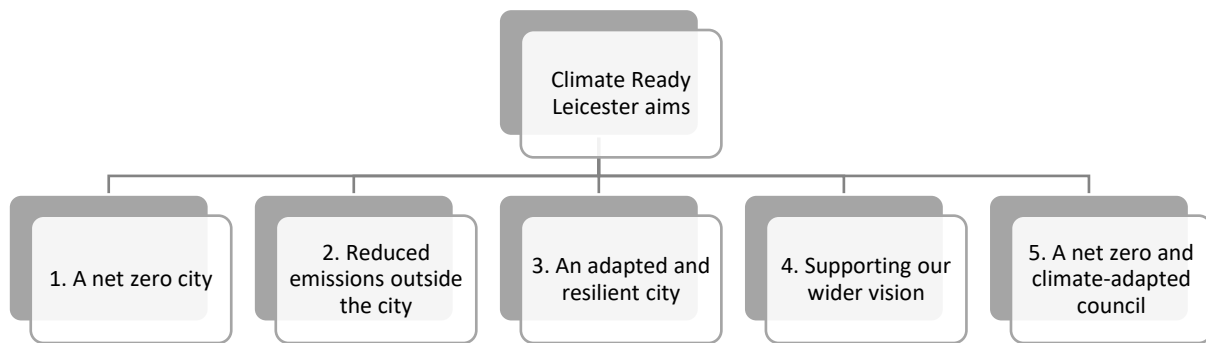 Climate Ready
Leicester aims
1. A net zero city
2. Reduced
emissions outside
the city
3. An adapted and
resilient city
4. Supporting our
wider vision
5. A net zero and
climate-adapted
council